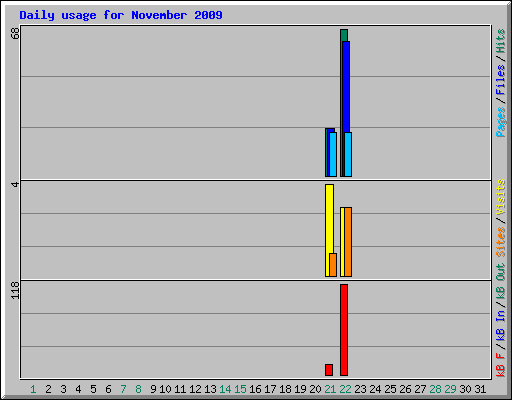 Daily usage for November 2009
68
Pages / Files / Hits
4
Sites / Visits
118
kB F / kB In / kB Out
1 2 3 4 5 6 7 8 9 10 11 12 13 14 15 16 17 18 19 20 21 22 23 24 25 26 27 28 29 30 31